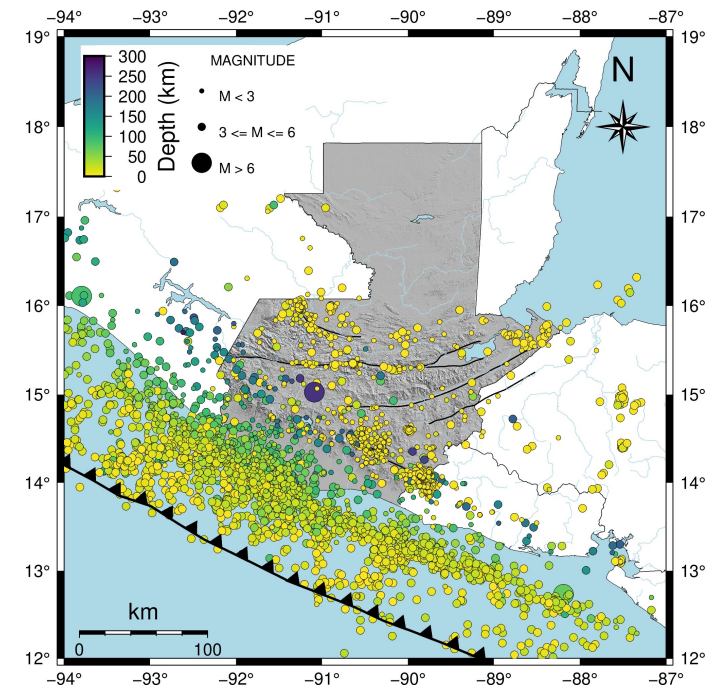 −94° −93° −92° −91° −90° −89° −88° −87°
19° 19°
300
250
200
150
100
50
0
Depth (km)
MAGNITUDE
M < 3
3 <= M <= 6
M > 6
N
18° 18°
17° 17°
16° 16°
15° 15°
14° 14°
13° 13°
km
0 100
12° 12°
−94° −93° −92° −91° −90° −89° −88° −87°